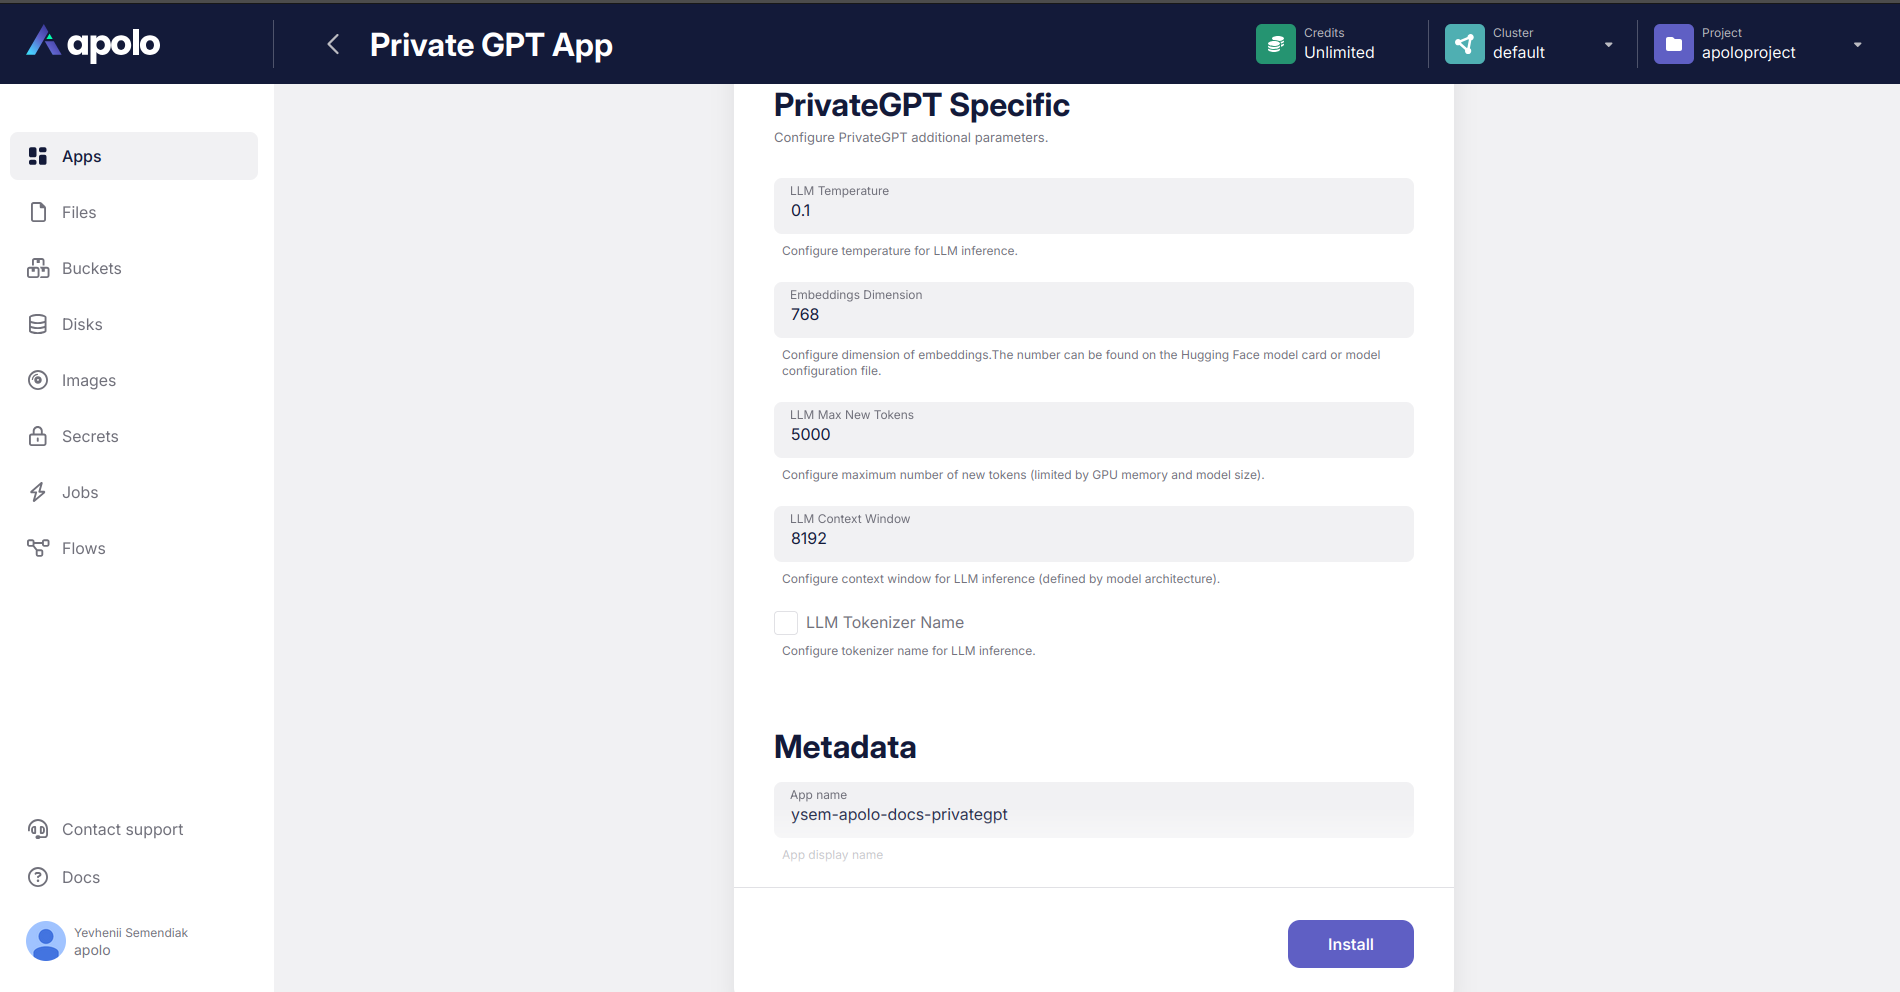 apolo
Private GPT App
Credits
Unlimited
Cluster
default
Project
apoloproject
Apps
Files
Buckets
Disks
Images
Secrets
Jobs
Flows
Contact support
Docs
Yevhenii Semendiak
apolo
PrivateGPT Specific
Configure PrivateGPT additional parameters.
LLM Temperature
0.1
Configure temperature for LLM inference.
Embeddings Dimension
768
Configure dimension of embeddings.The number can be found on the Hugging Face model card or model
configuration file.
LLM Max New Tokens
5000
Configure maximum number of new tokens (limited by GPU memory and model size).
LLM Context Window
8192
Configure context window for LLM inference (defined by model architecture).
LLM Tokenizer Name
Configure tokenizer name for LLM inference.
Metadata
App name
ysem-apolo-docs-privategpt
App display name
Install